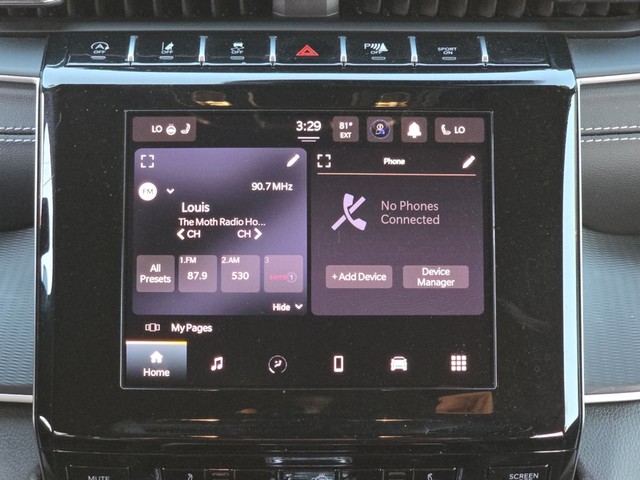 OFF
OFF
OFF
P OFF
SPORT
ON
LO
3:29
81°
EXT
LO
FM
90.7 MHz
Louis
The Moth Radio Ho...
CH
CH
All
Presets
1.FM
87.9
2.AM
530
3
1
Hide
Phone
No Phones
Connected
+ Add Device
Device
Manager
My Pages
Home
MUTE
SCREEN